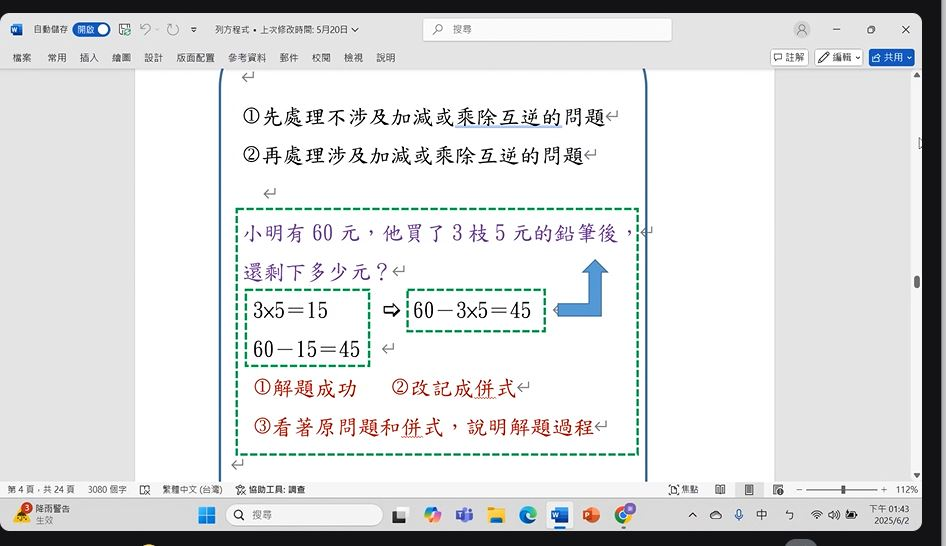 自動儲存 開啟 列方程式 • 上次修改時間: 5月20日 搜尋
檔案 常用 插入 繪圖 設計 版面配置 參考資料 郵件 校閱 檢視 說明 註解 編輯 共用
①先處理不涉及加減或乘除互逆的問題
②再處理涉及加減或乘除互逆的問題
小明有 60 元，他買了 3 枝 5 元的鉛筆後，
還剩下多少元？
3×5＝15 ⇨ 60－3×5＝45
60－15＝45
①解題成功 ②改記成併式
③看著原問題和併式，說明解題過程
第 4 頁，共 24 頁 3080 個字 繁體中文 (台灣) 協助工具: 調查 焦點 112%
3 降雨警告
生效
搜尋
中
下午 01:43
2025/6/2